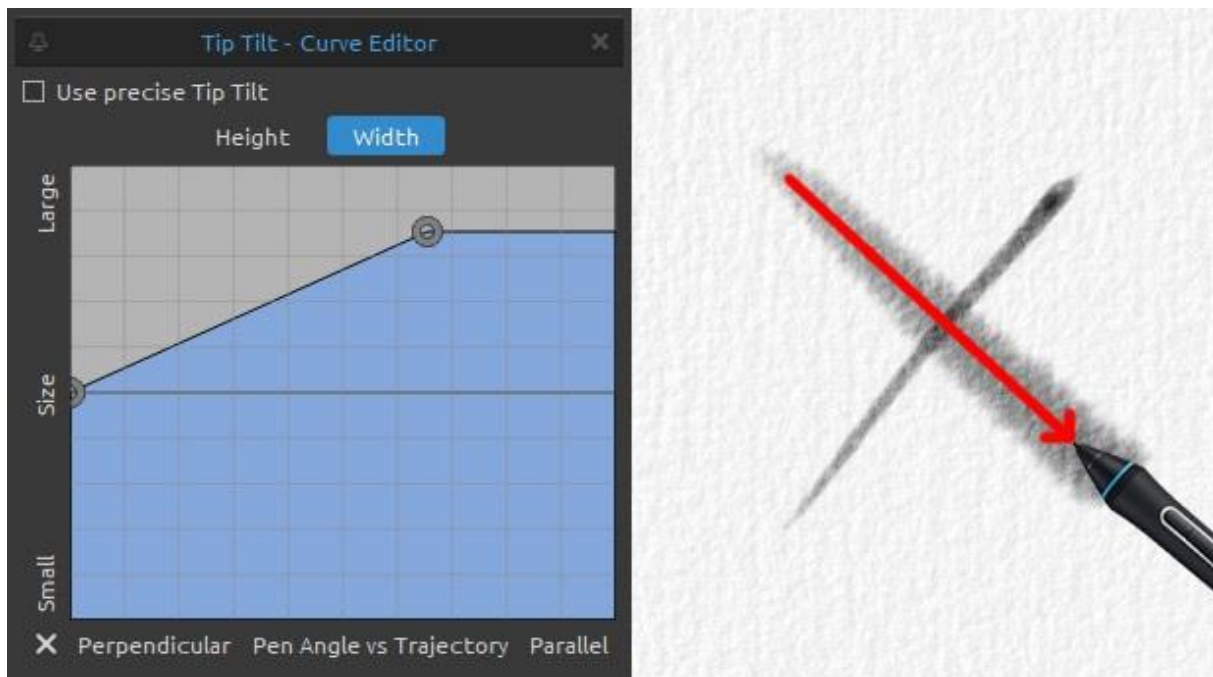 Tip Tilt - Curve Editor
Use precise Tip Tilt
Height Width
Large
Size
Small
Perpendicular Pen Angle vs Trajectory Parallel